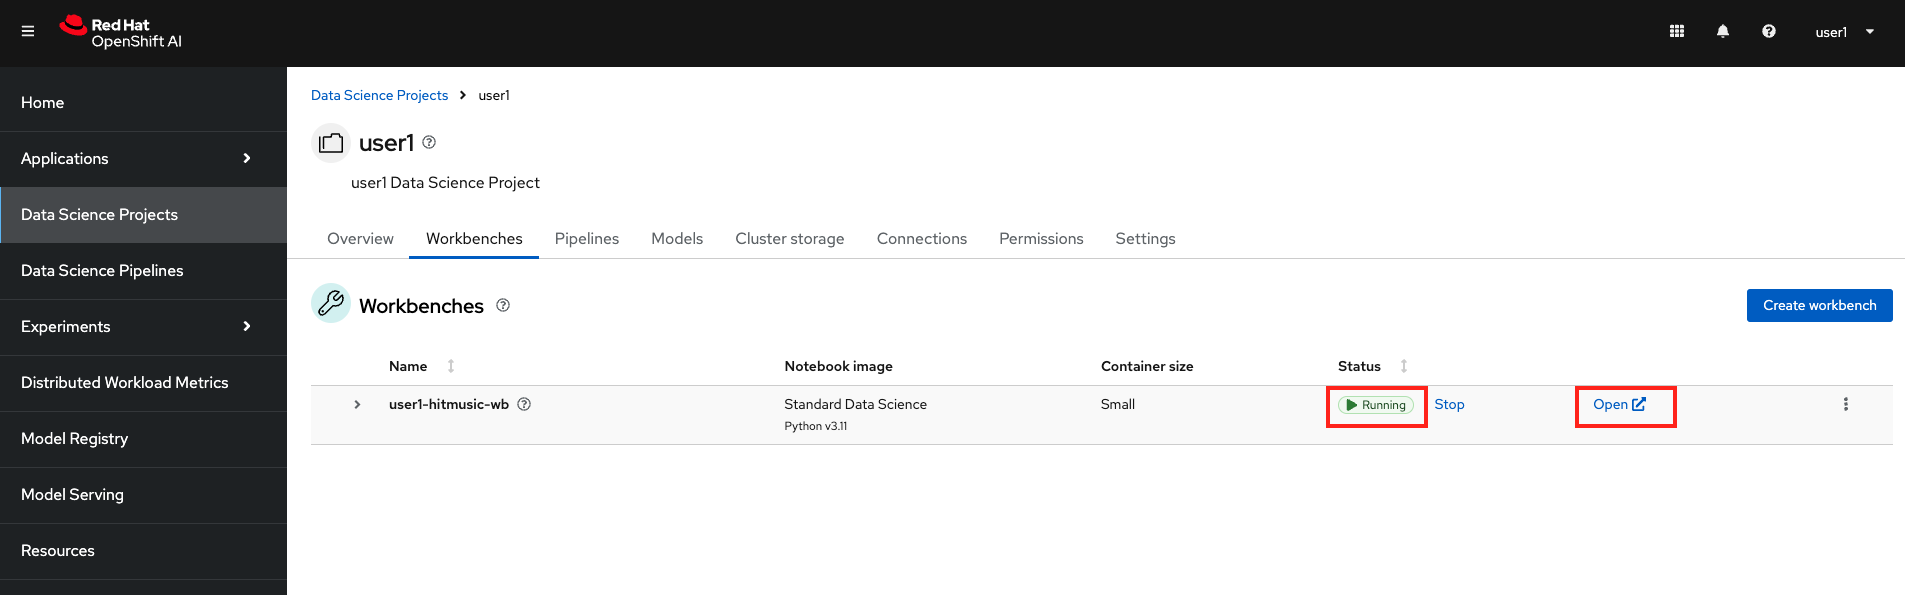 Red Hat
OpenShift AI
user1
Home
Applications
Data Science Projects
Data Science Pipelines
Experiments
Distributed Workload Metrics
Model Registry
Model Serving
Resources
Data Science Projects > user1
user1
user1 Data Science Project
Overview Workbenches Pipelines Models Cluster storage Connections Permissions Settings
Workbenches
Create workbench
Name Notebook image Container size Status
user1-hitmusic-wb Standard Data Science Small Running Stop Open
Python v3.11